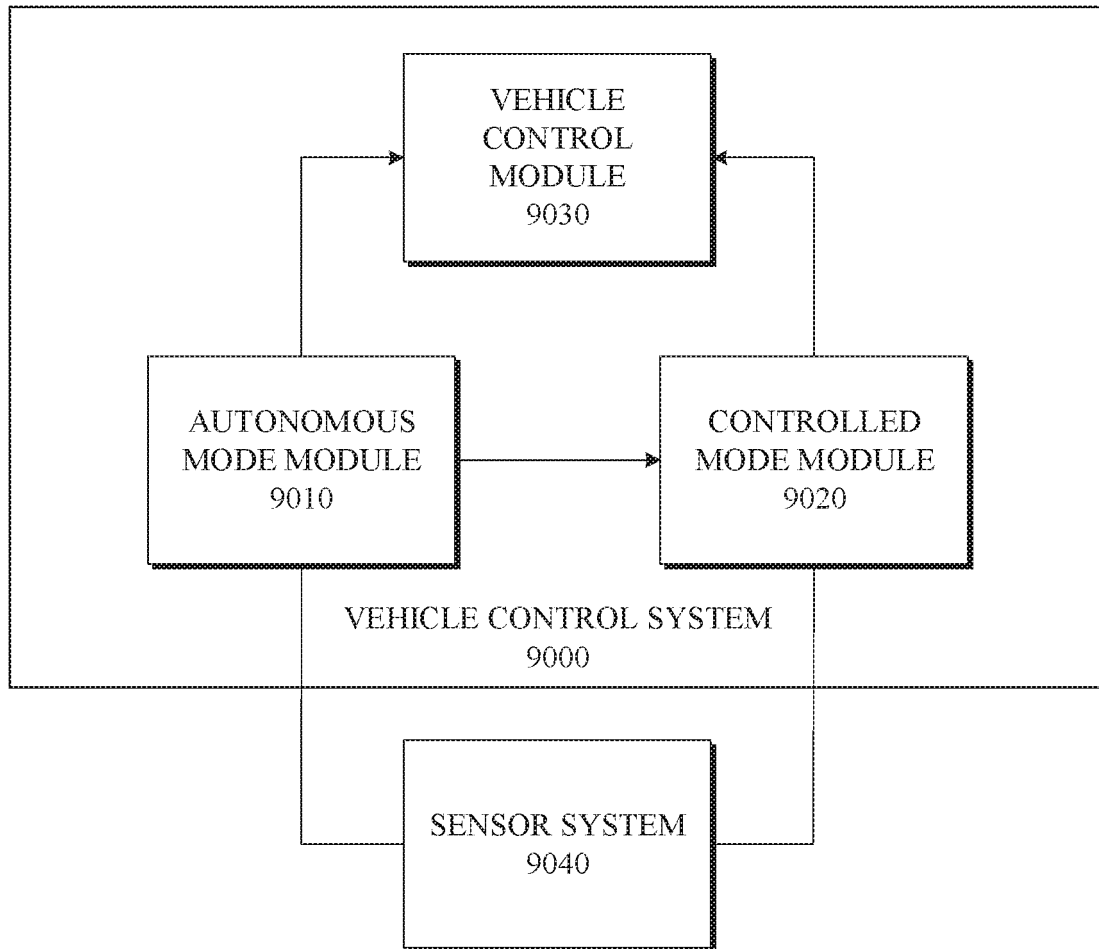 VEHICLE
CONTROL
MODULE
9030
AUTONOMOUS
MODE MODULE
9010
CONTROLLED
MODE MODULE
9020
VEHICLE CONTROL SYSTEM
9000
SENSOR SYSTEM
9040